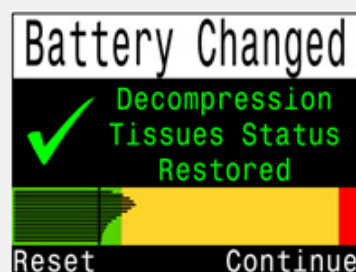 Battery Changed
Decompression
Tissues Status
Restored
Reset Continue